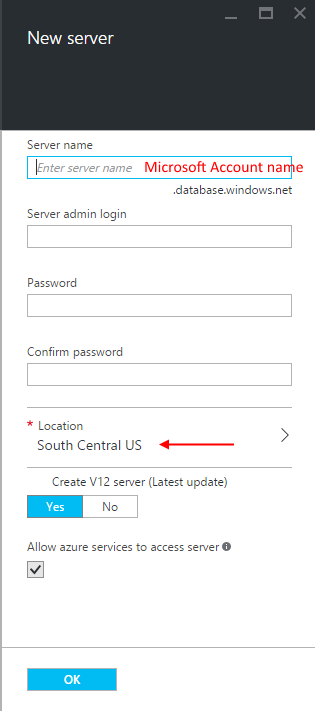 New server
Server name
Enter server name Microsoft Account name
.database.windows.net
Server admin login
Password
Confirm password
* Location
South Central US
Create V12 server (Latest update)
Yes No
Allow azure services to access server
OK